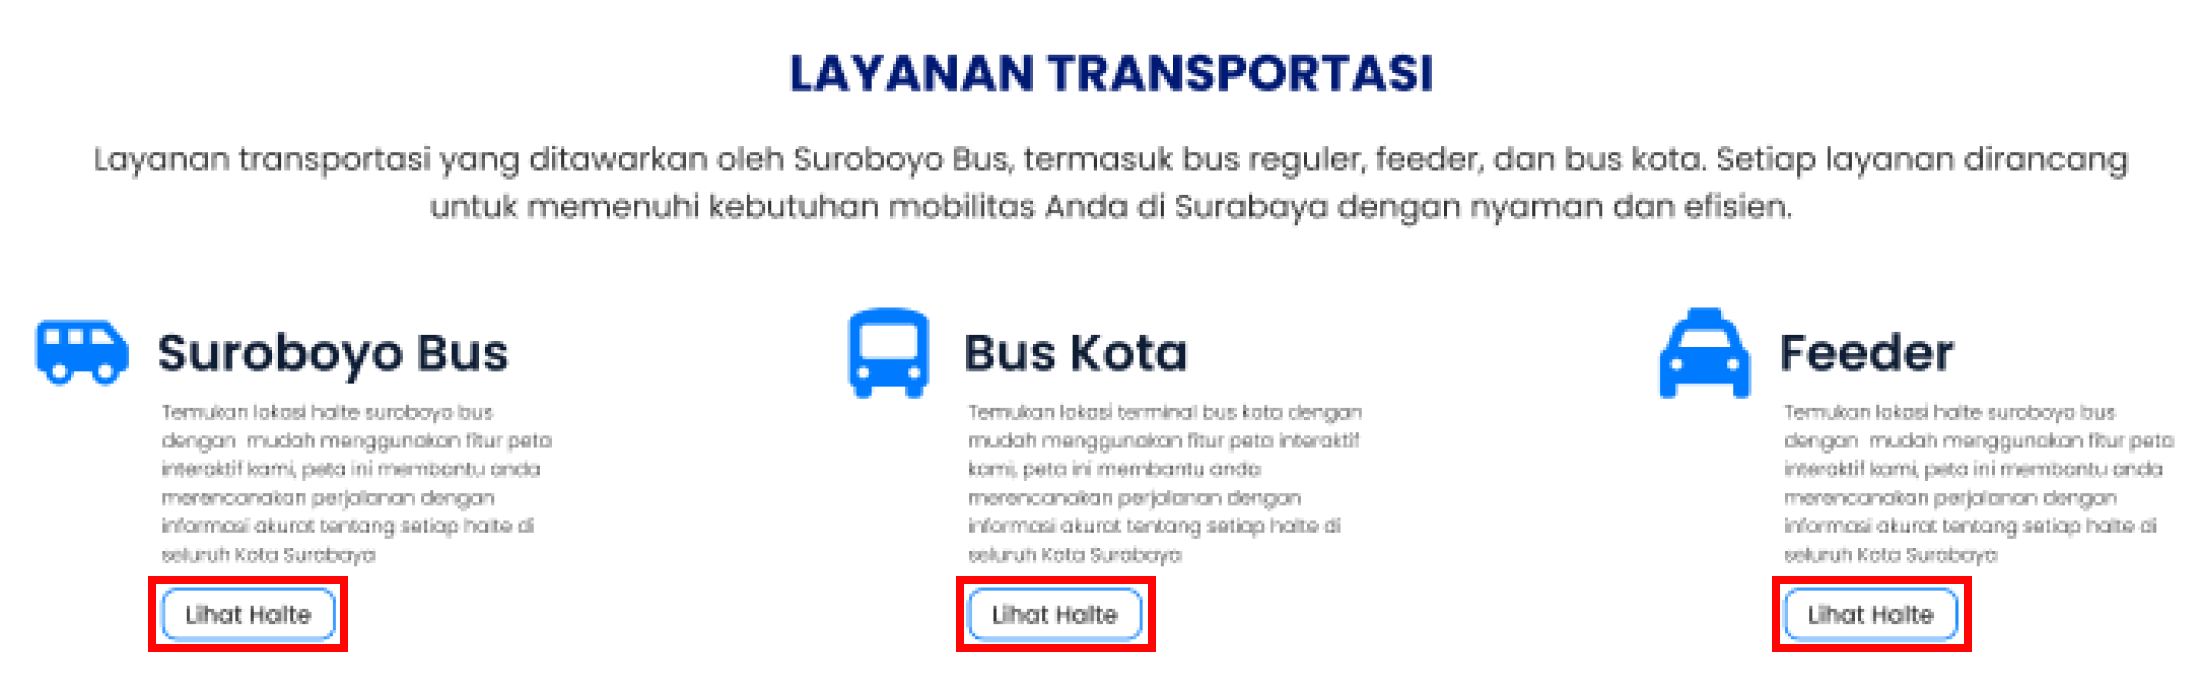 LAYANAN TRANSPORTASI
Layanan transportasi yang ditawarkan oleh Suroboyo Bus, termasuk bus reguler, feeder, dan bus kota. Setiap layanan dirancang
untuk memenuhi kebutuhan mobilitas Anda di Surabaya dengan nyaman dan efisien.
Suroboyo Bus
Temukan lokasi halte suroboyo bus
dengan mudah menggunakan fitur peta
interaktif kami, peta ini membantu anda
merencanakan perjalanan dengan
informasi akurat tentang setiap halte di
seluruh Kota Surabaya
Lihat Halte
Bus Kota
Temukan lokasi terminal bus kota dengan
mudah menggunakan fitur peta interaktif
kami, peta ini membantu anda
merencanakan perjalanan dengan
informasi akurat tentang setiap halte di
seluruh Kota Surabaya
Lihat Halte
Feeder
Temukan lokasi halte suroboyo bus
dengan mudah menggunakan fitur peta
interaktif kami, peta ini membantu anda
merencanakan perjalanan dengan
informasi akurat tentang setiap halte di
seluruh Kota Surabaya
Lihat Halte